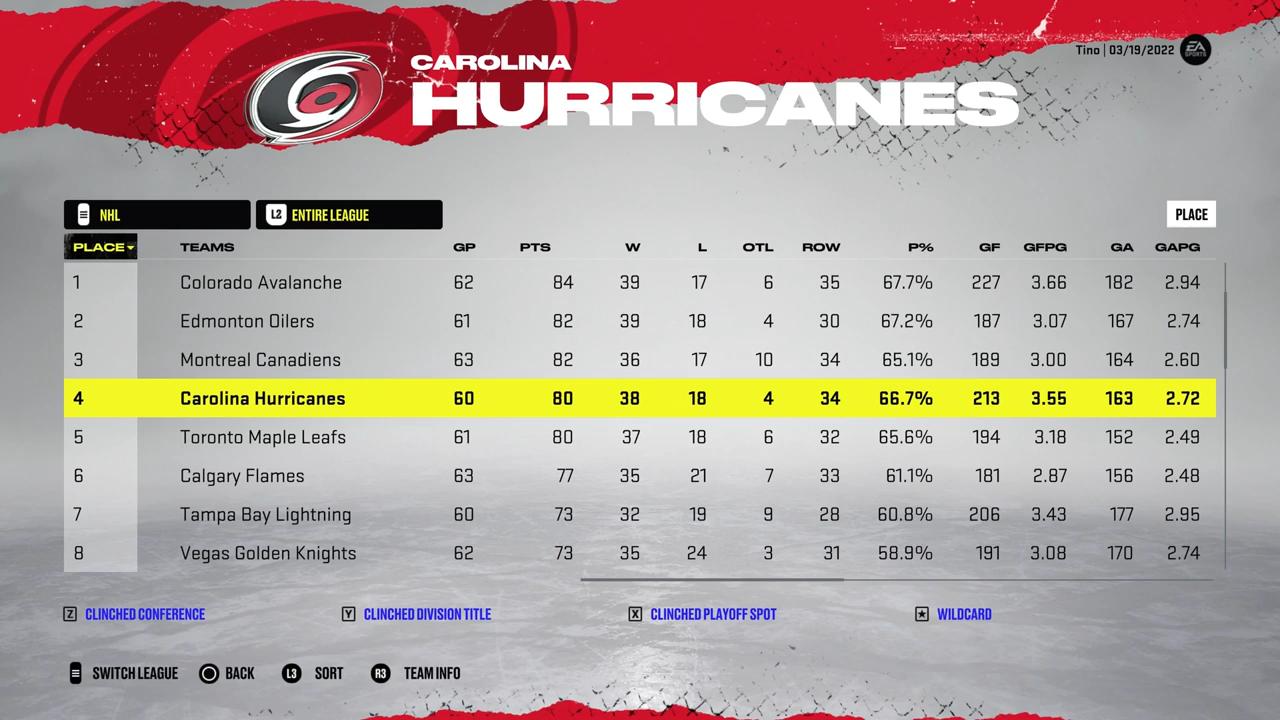 Tino | 03/19/2022
EA SPORTS
CAROLINA
HURRICANES
NHL
L2 ENTIRE LEAGUE
PLACE
PLACE TEAMS GP PTS W L OTL ROW P% GF GFPG GA GAPG
1 Colorado Avalanche 62 84 39 17 6 35 67.7% 227 3.66 182 2.94
2 Edmonton Oilers 61 82 39 18 4 30 67.2% 187 3.07 167 2.74
3 Montreal Canadiens 63 82 36 17 10 34 65.1% 189 3.00 164 2.60
4 Carolina Hurricanes 60 80 38 18 4 34 66.7% 213 3.55 163 2.72
5 Toronto Maple Leafs 61 80 37 18 6 32 65.6% 194 3.18 152 2.49
6 Calgary Flames 63 77 35 21 7 33 61.1% 181 2.87 156 2.48
7 Tampa Bay Lightning 60 73 32 19 9 28 60.8% 206 3.43 177 2.95
8 Vegas Golden Knights 62 73 35 24 3 31 58.9% 191 3.08 170 2.74
Z CLINCHED CONFERENCE Y CLINCHED DIVISION TITLE X CLINCHED PLAYOFF SPOT ★ WILDCARD
SWITCH LEAGUE BACK L3 SORT R3 TEAM INFO